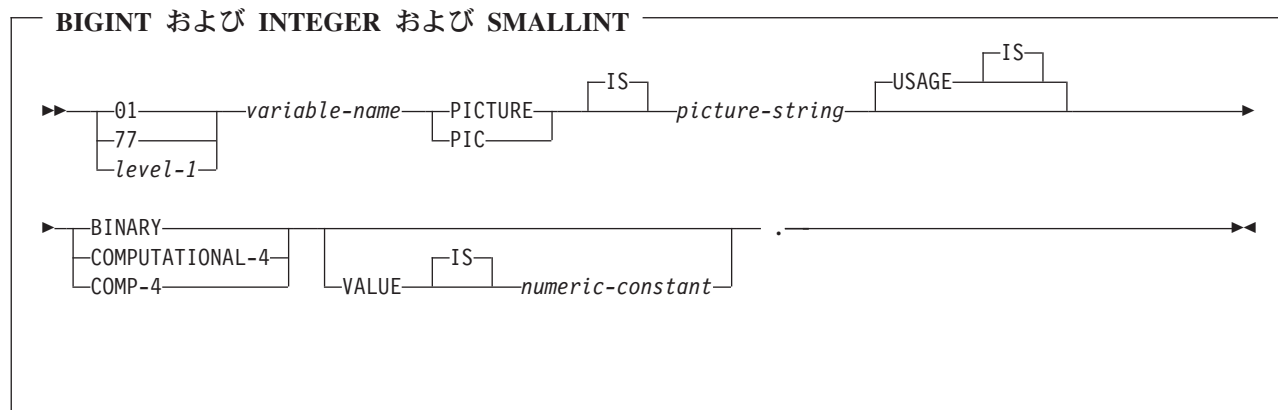 BIGINT および INTEGER および SMALLINT
IS IS
USAGE
01 variable-name PICTURE picture-string
77 PIC
level-1
BINARY .
COMPUTATIONAL-4 IS
COMP-4 VALUE numeric-constant